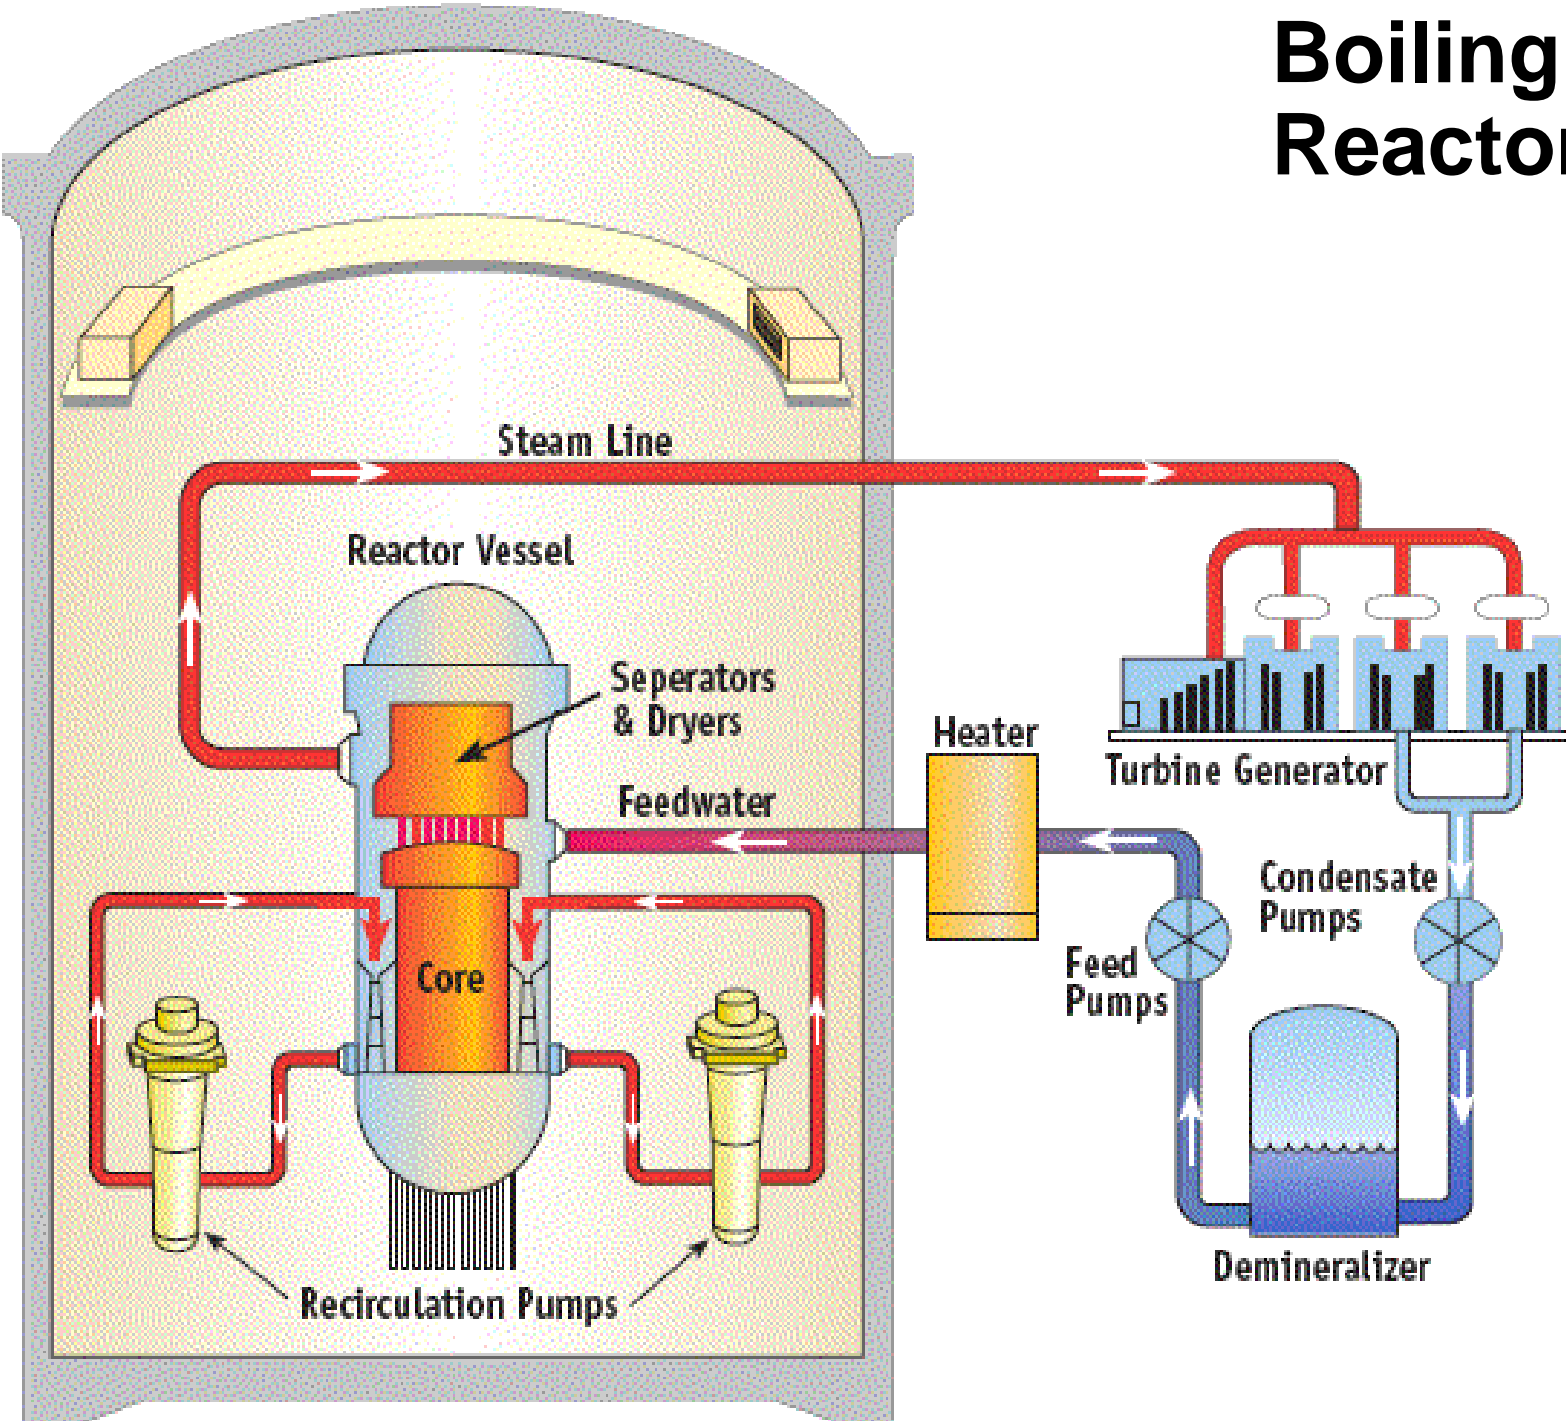 Boiling
Reactor
Steam Line
Reactor Vessel
Seperators
& Dryers
Heater
Turbine Generator
Feedwater
Condensate
Pumps
Feed
Pumps
Core
Demineralizer
Recirculation Pumps